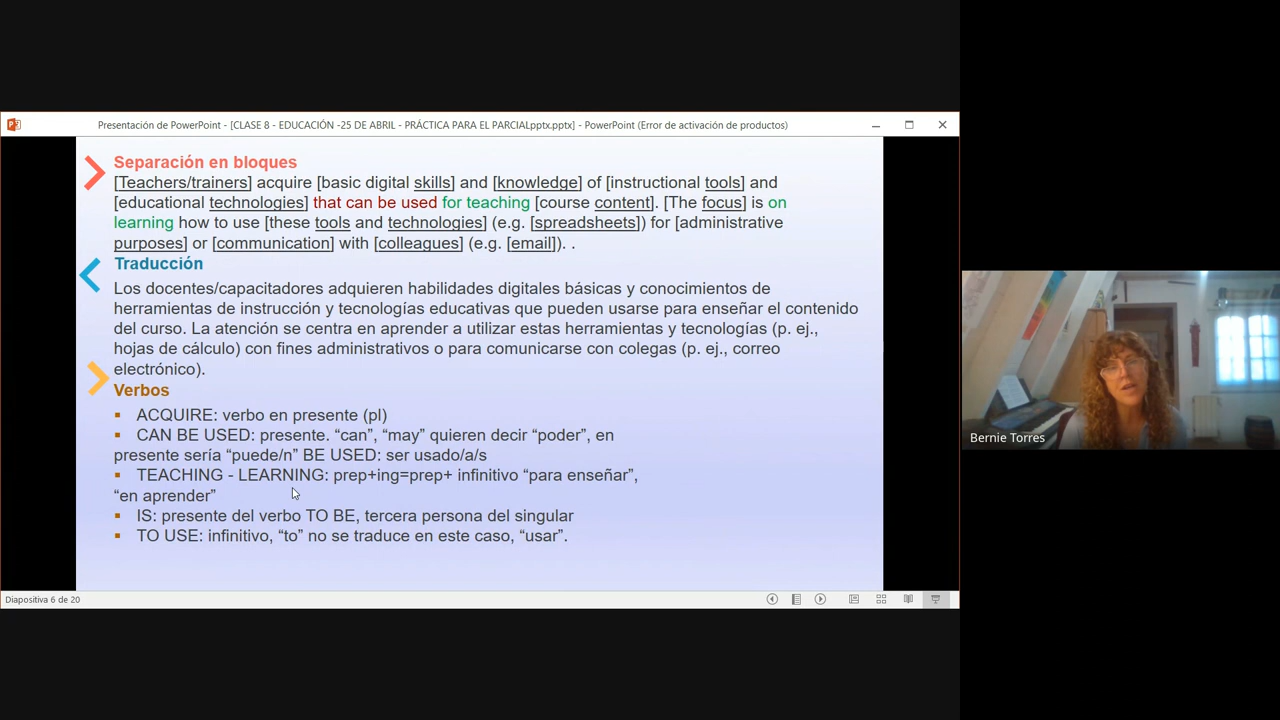 Presentación de PowerPoint - [CLASE 8 - EDUCACIÓN -25 DE ABRIL - PRÁCTICA PARA EL PARCIALpptx.pptx] - PowerPoint (Error de activación de productos)
Separación en bloques
[Teachers/trainers] acquire [basic digital skills] and [knowledge] of [instructional tools] and
[educational technologies] that can be used for teaching [course content]. [The focus] is on
learning how to use [these tools and technologies] (e.g. [spreadsheets]) for [administrative
purposes] or [communication] with [colleagues] (e.g. [email]). .
Traducción
Los docentes/capacitadores adquieren habilidades digitales básicas y conocimientos de
herramientas de instrucción y tecnologías educativas que pueden usarse para enseñar el contenido
del curso. La atención se centra en aprender a utilizar estas herramientas y tecnologías (p. ej.,
hojas de cálculo) con fines administrativos o para comunicarse con colegas (p. ej., correo
electrónico).
Verbos
▪ ACQUIRE: verbo en presente (pl)
▪ CAN BE USED: presente. “can”, “may” quieren decir “poder”, en
presente sería “puede/n” BE USED: ser usado/a/s
▪ TEACHING - LEARNING: prep+ing=prep+ infinitivo “para enseñar”,
“en aprender”
▪ IS: presente del verbo TO BE, tercera persona del singular
▪ TO USE: infinitivo, “to” no se traduce en este caso, “usar”.
Diapositiva 6 de 20
Bernie Torres